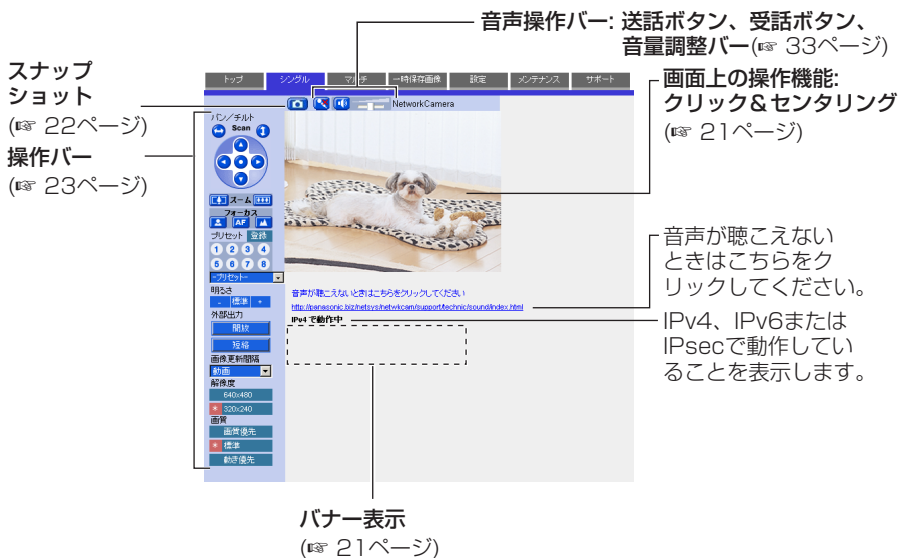 音声操作バー: 送話ボタン、受話ボタン、
音量調整バー(☞ 33ページ)
スナップ
ショット
(☞ 22ページ)
操作バー
(☞ 23ページ)
トップ
シングル
マルチ
一時保存画像
設定
メンテナンス
サポート
NetworkCamera
パン／チルト
Scan
ズーム
フォーカス
AF
プリセット 登録
1 2 3 4
5 6 7 8
-プリセット-
明るさ
- 標準 +
外部出力
開放
短絡
画像更新間隔
動画
解像度
640x480
* 320x240
画質
画質優先
* 標準
動き優先
画面上の操作機能:
クリック＆センタリング
(☞ 21ページ)
音声が聴こえないときはこちらをクリックしてください
http://panasonic.biz/netsys/netwkcam/support/technic/sound/index.html
IPv4 で動作中
音声が聴こえない
ときはこちらをク
リックしてください。
IPv4、IPv6または
IPsecで動作してい
ることを表示します。
バナー表示
(☞ 21ページ)